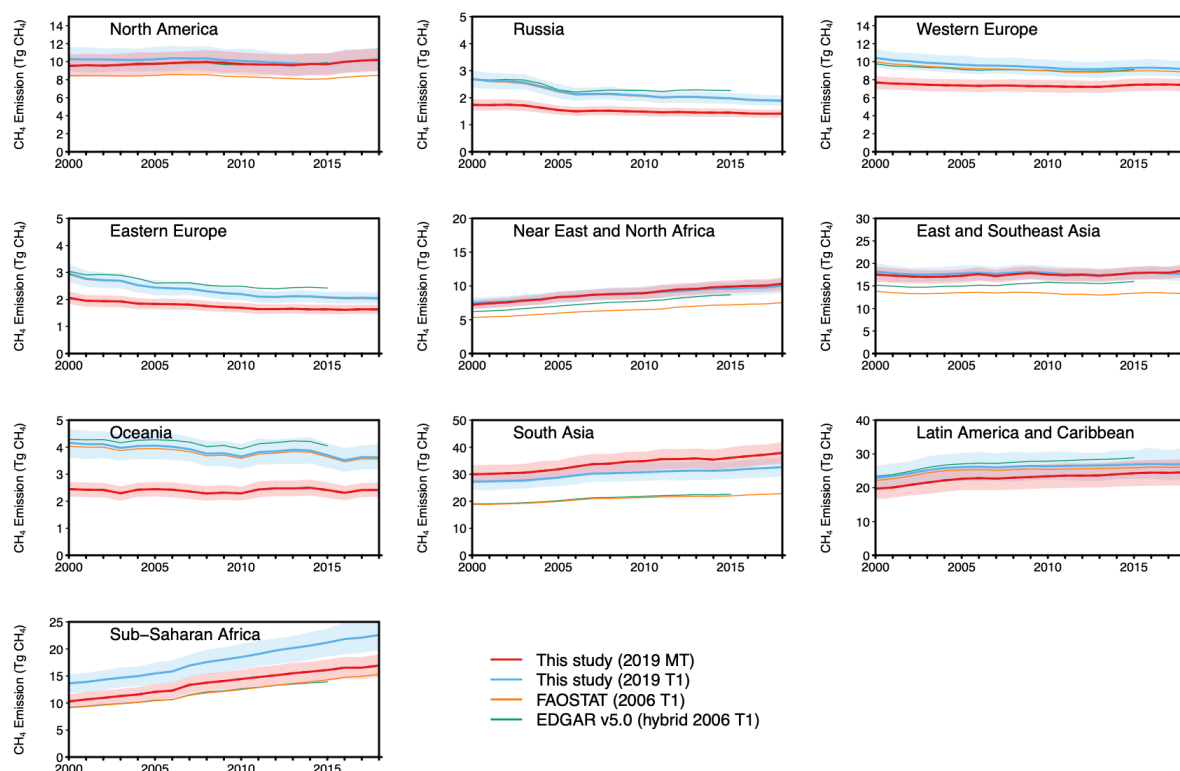 North America
CH₄ Emission (Tg CH₄)
14
12
10
8
6
4
2
0
2000 2005 2010 2015
Russia
CH₄ Emission (Tg CH₄)
5
4
3
2
1
0
2000 2005 2010 2015
Western Europe
CH₄ Emission (Tg CH₄)
14
12
10
8
6
4
2
0
2000 2005 2010 2015
Eastern Europe
CH₄ Emission (Tg CH₄)
5
4
3
2
1
0
2000 2005 2010 2015
Near East and North Africa
CH₄ Emission (Tg CH₄)
20
15
10
5
0
2000 2005 2010 2015
East and Southeast Asia
CH₄ Emission (Tg CH₄)
30
25
20
15
10
5
0
2000 2005 2010 2015
Oceania
CH₄ Emission (Tg CH₄)
5
4
3
2
1
0
2000 2005 2010 2015
South Asia
CH₄ Emission (Tg CH₄)
50
40
30
20
10
0
2000 2005 2010 2015
Latin America and Caribbean
CH₄ Emission (Tg CH₄)
40
30
20
10
0
2000 2005 2010 2015
Sub−Saharan Africa
CH₄ Emission (Tg CH₄)
25
20
15
10
5
0
2000 2005 2010 2015
This study (2019 MT)
This study (2019 T1)
FAOSTAT (2006 T1)
EDGAR v5.0 (hybrid 2006 T1)